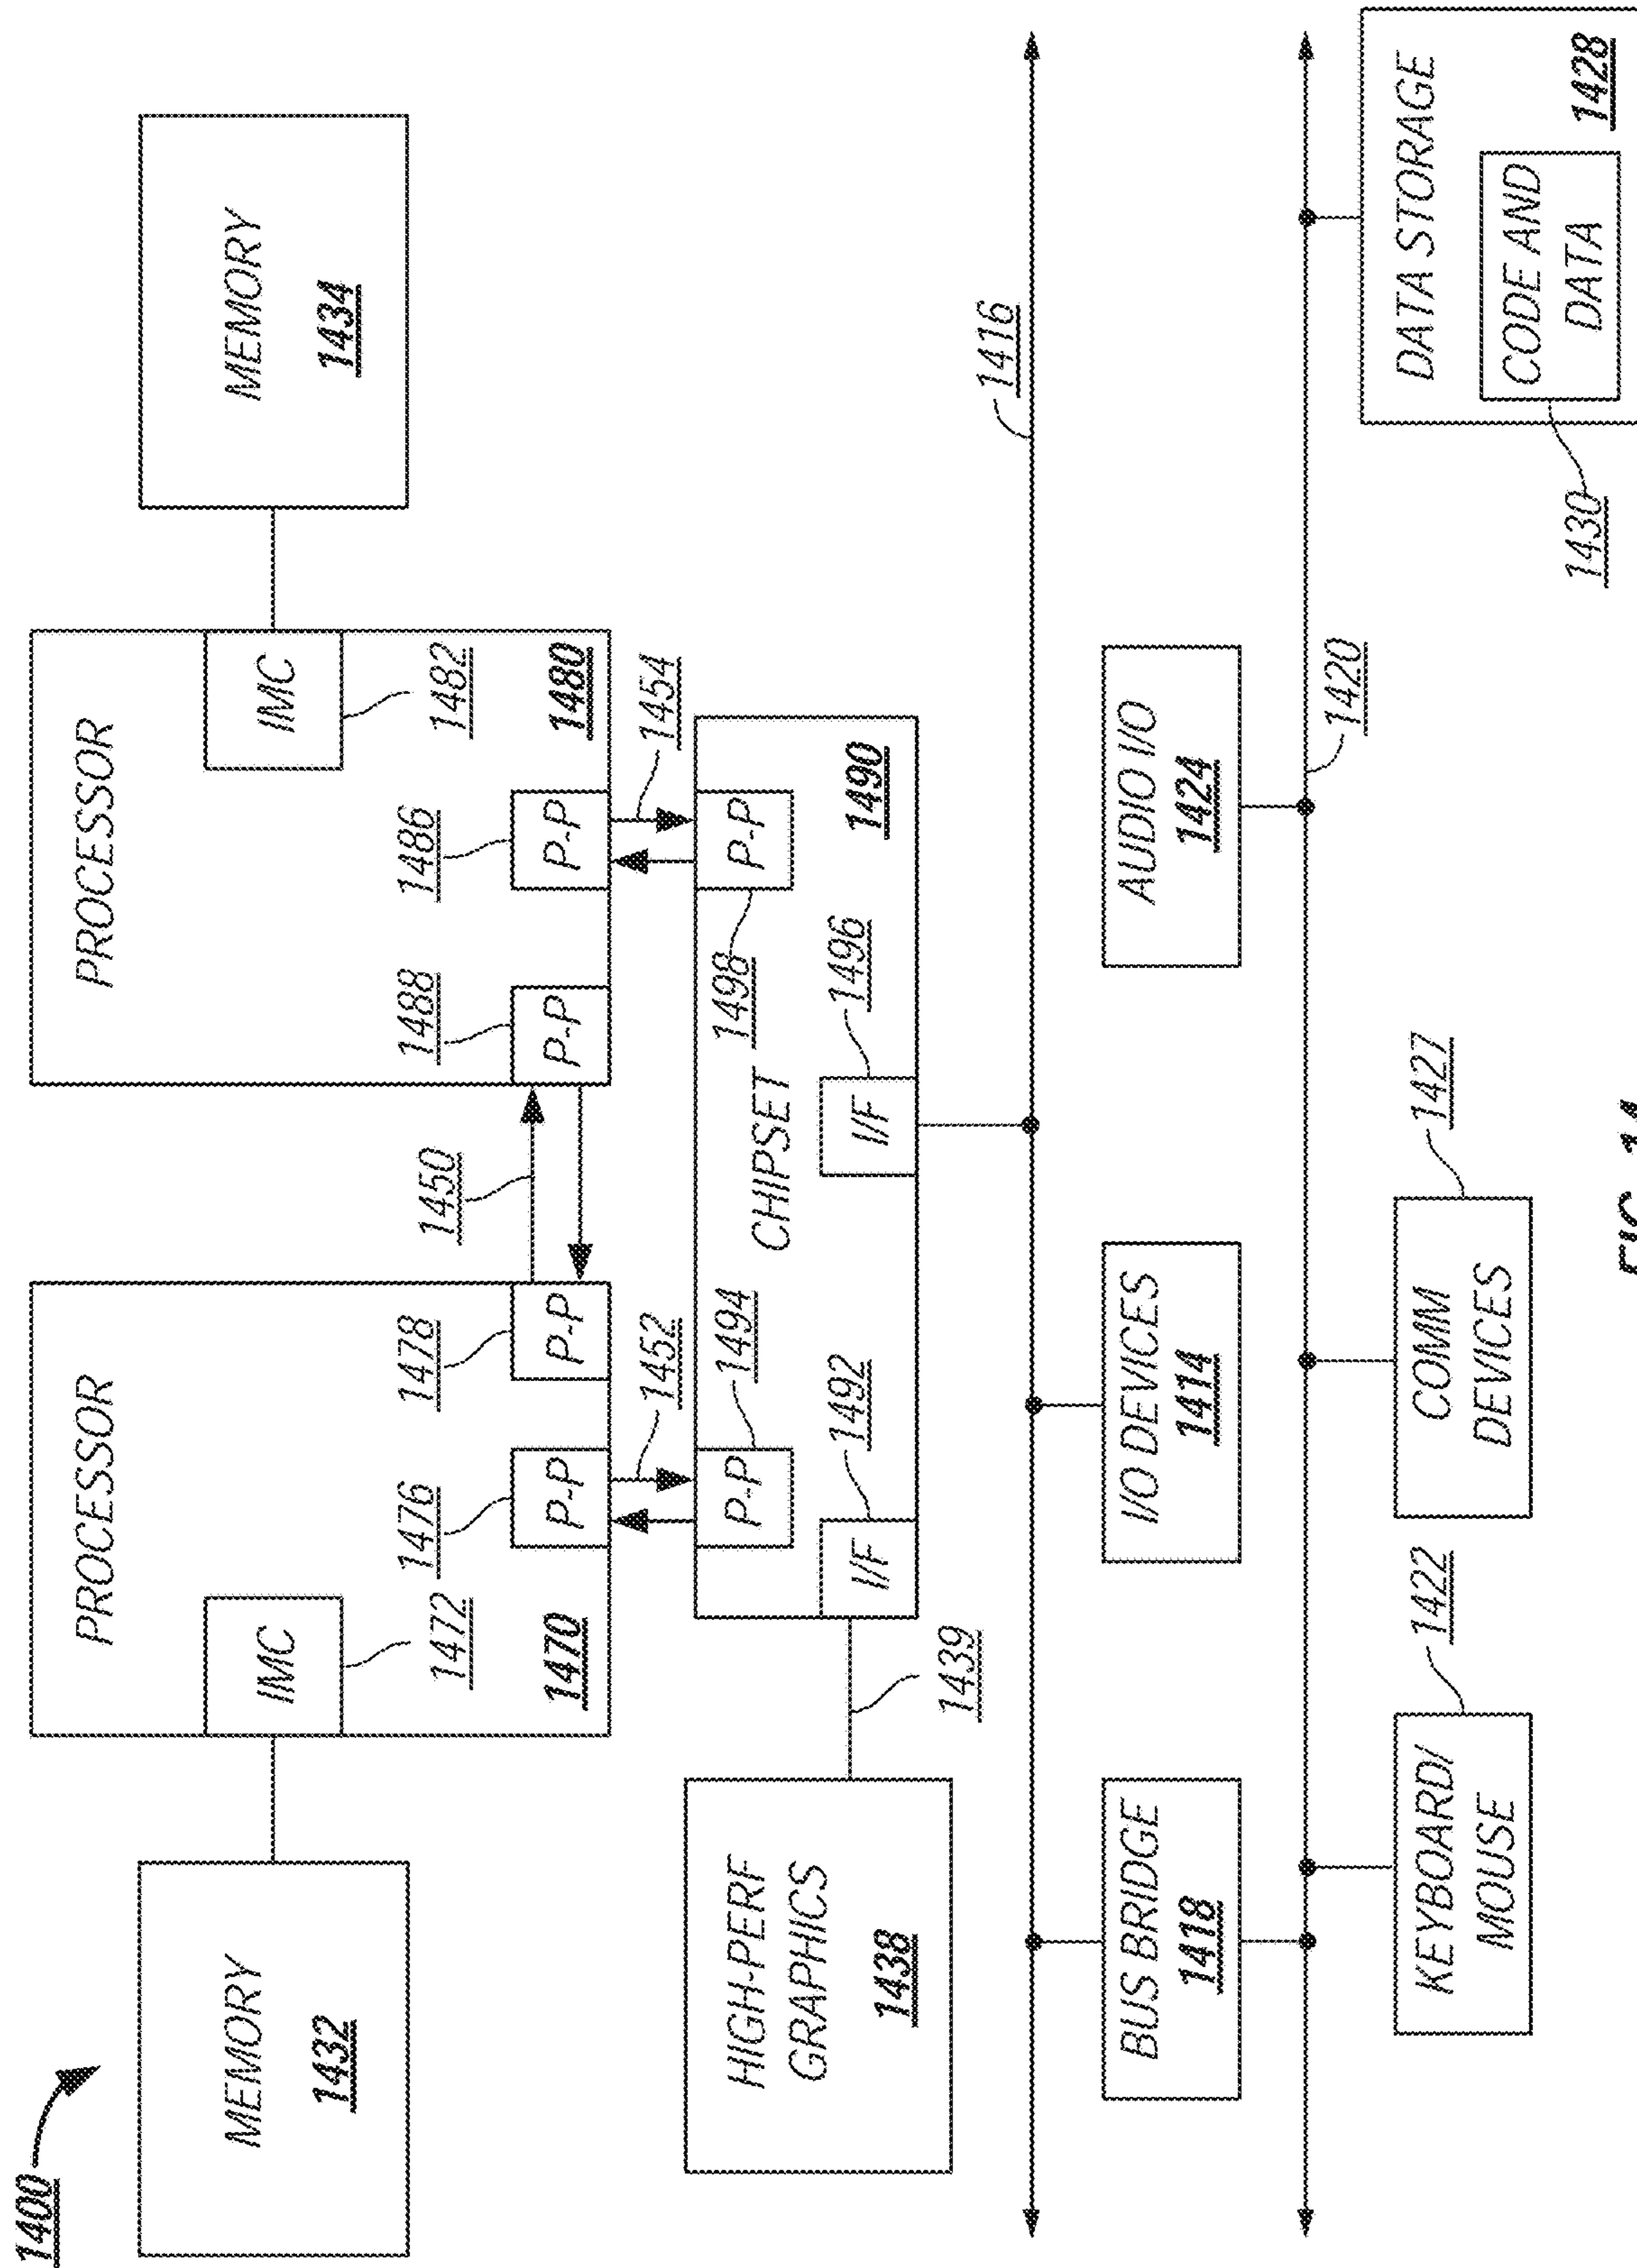 1400
PROCESSOR
PROCESSOR
MEMORY
1432
IMC
1472
1470
1476
P-P
1478
P-P
1450
1488
P-P
1486
P-P
IMC
1482
1480
MEMORY
1434
1452
1454
P-P
1494
1498
P-P
CHIPSET
1490
HIGH-PERF
GRAPHICS
1438
1439
I/F
1492
I/F
1496
1416
BUS BRIDGE
1418
I/O DEVICES
1414
AUDIO I/O
1424
1420
KEYBOARD/
MOUSE
1422
COMM
DEVICES
1427
DATA STORAGE
1428
CODE AND
DATA
1430
FIG. 14